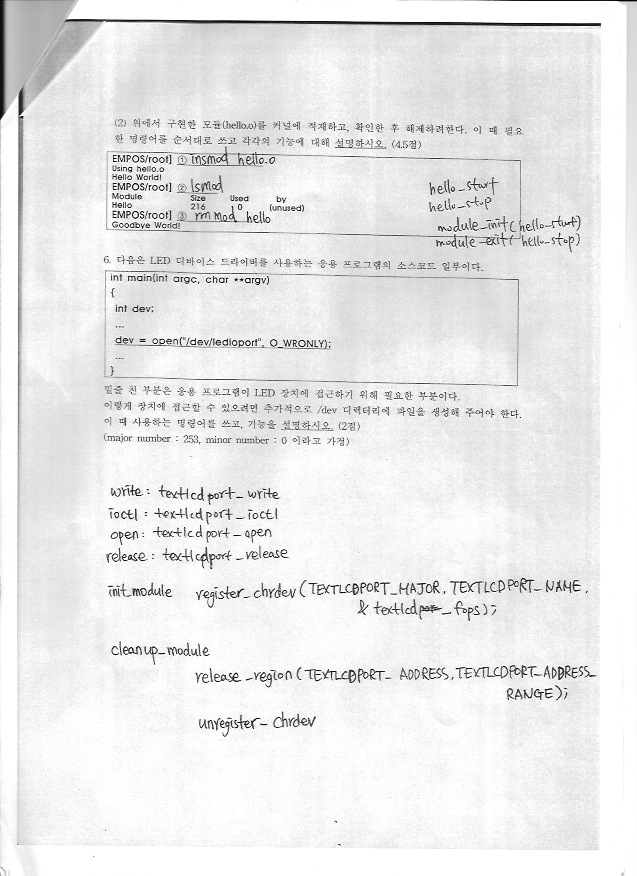 (2) 위에서 구현한 모듈(hello.o)를 커널에 적재하고, 확인한 후 해제하려한다. 이 때 필요
한 명령어를 순서대로 쓰고 각각의 기능에 대해 설명하시오. (4.5점)
EMPOS/root] ① insmod hello.o
Using hello.o
Hello World!
EMPOS/root] ② lsmod
Module Size Used by
Hello 216 0 (unused)
EMPOS/root] ③ rmmod hello
Goodbye World!
hello_start
hello_stop
module_init(hello_start)
module_exit(hello_stop)
6. 다음은 LED 디바이스 드라이버를 사용하는 응용 프로그램의 소스코드 일부이다.
int main(int argc, char **argv)
{
int dev;
...
dev = open("/dev/ledioport", O_WRONLY);
...
}
밑줄 친 부분은 응용 프로그램이 LED 장치에 접근하기 위해 필요한 부분이다.
이렇게 장치에 접근할 수 있으려면 추가적으로 /dev 디렉터리에 파일을 생성해 주어야 한다.
이 때 사용하는 명령어를 쓰고, 기능을 설명하시오. (2점)
(major number : 253, minor number : 0 이라고 가정)
write : textlcdport_write
ioctl : textlcdport_ioctl
open : textlcdport_open
release : textlcdport_release
init_module register_chrdev(TEXTLCDPORT_MAJOR, TEXTLCDPORT_NAME,
& textlcd_fops);
cleanup_module
release_region(TEXTLCDPORT_ADDRESS, TEXTLCDPORT_ADDRESS_
RANGE);
unregister_chrdev